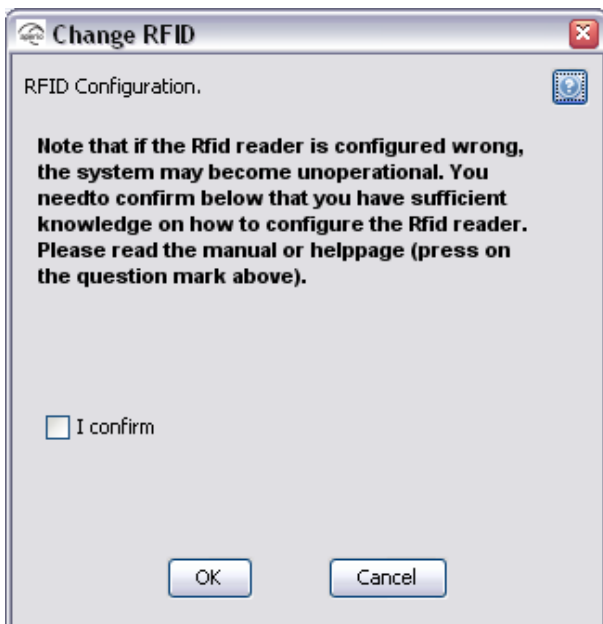 aperio
Change RFID
RFID Configuration.
?
Note that if the Rfid reader is configured wrong,
the system may become unoperational. You
needto confirm below that you have sufficient
knowledge on how to configure the Rfid reader.
Please read the manual or helppage (press on
the question mark above).
I confirm
OK
Cancel